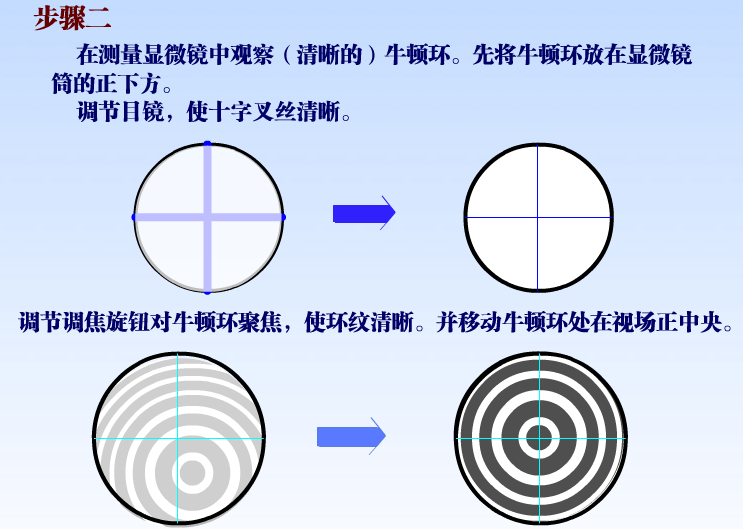 步骤二
在测量显微镜中观察（清晰的）牛顿环。先将牛顿环放在显微镜
筒的正下方。
调节目镜，使十字叉丝清晰。
调节调焦旋钮对牛顿环聚焦，使环纹清晰。并移动牛顿环处在视场正中央。